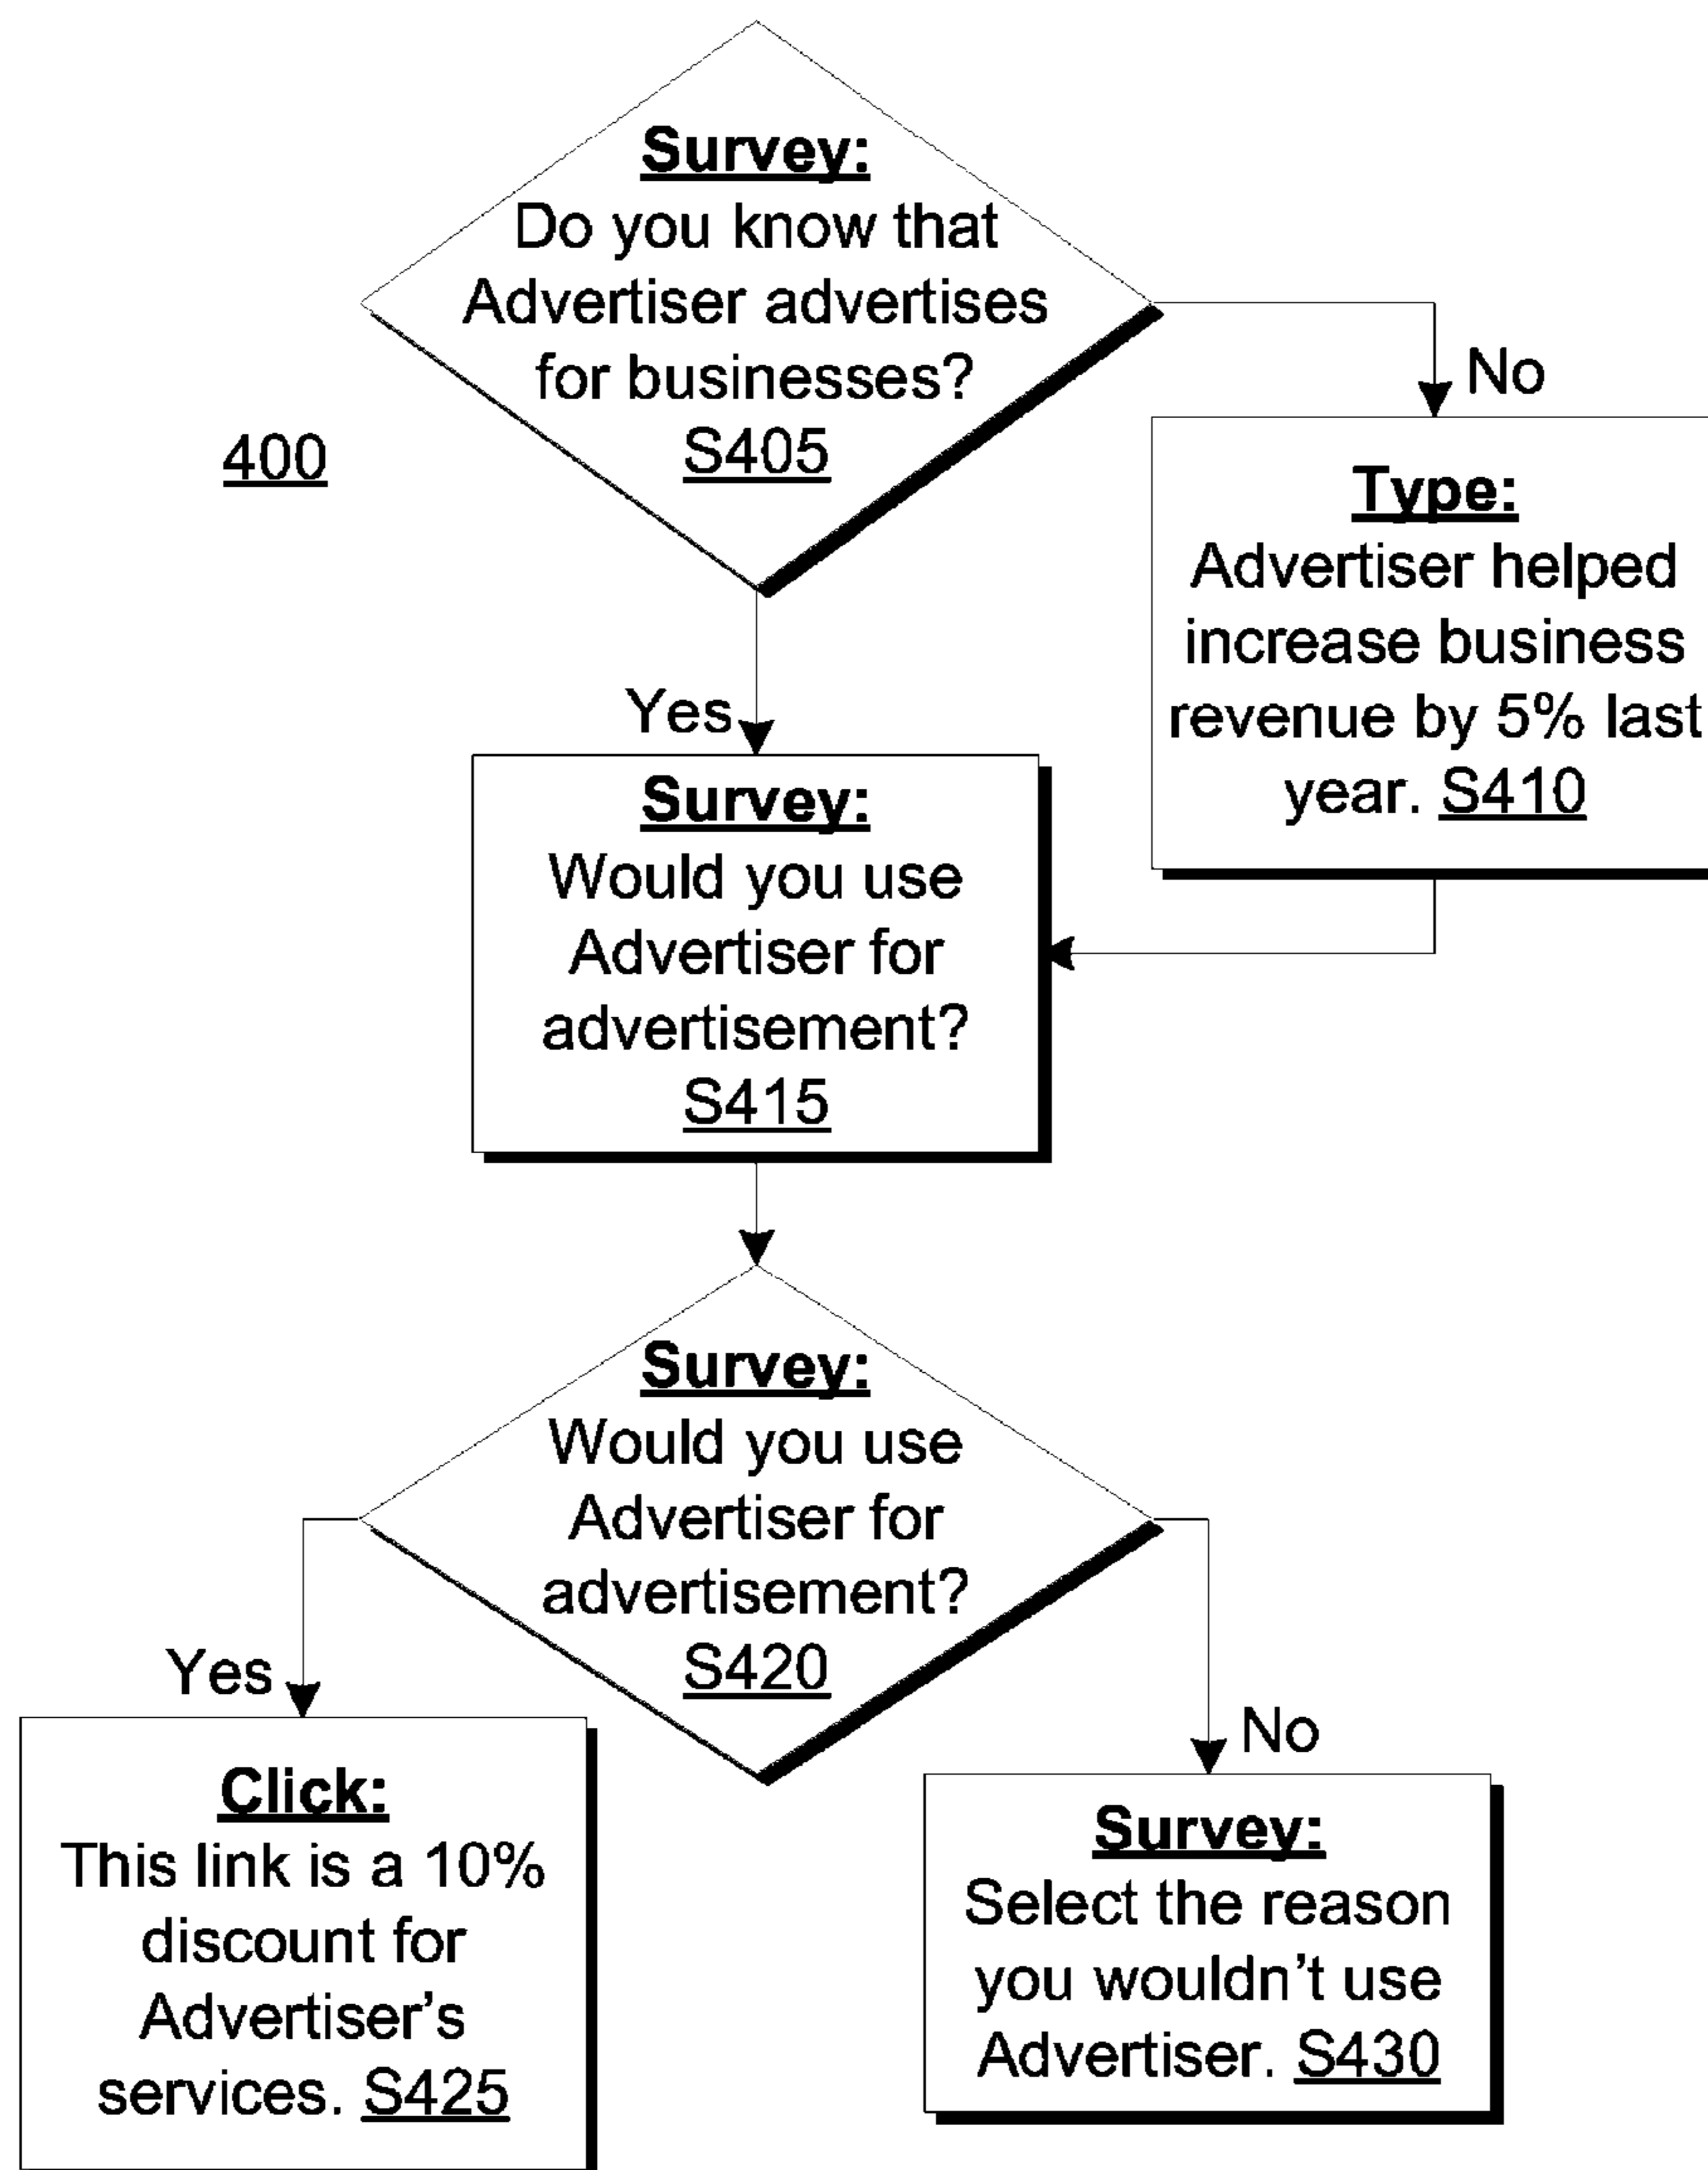 Survey:
Do you know that
Advertiser advertises
for businesses?
S405
400
No
Type:
Advertiser helped
increase business
revenue by 5% last
year. S410
Yes
Survey:
Would you use
Advertiser for
advertisement?
S415
Survey:
Would you use
Advertiser for
advertisement?
S420
Yes
Click:
This link is a 10%
discount for
Advertiser's
services. S425
No
Survey:
Select the reason
you wouldn't use
Advertiser. S430